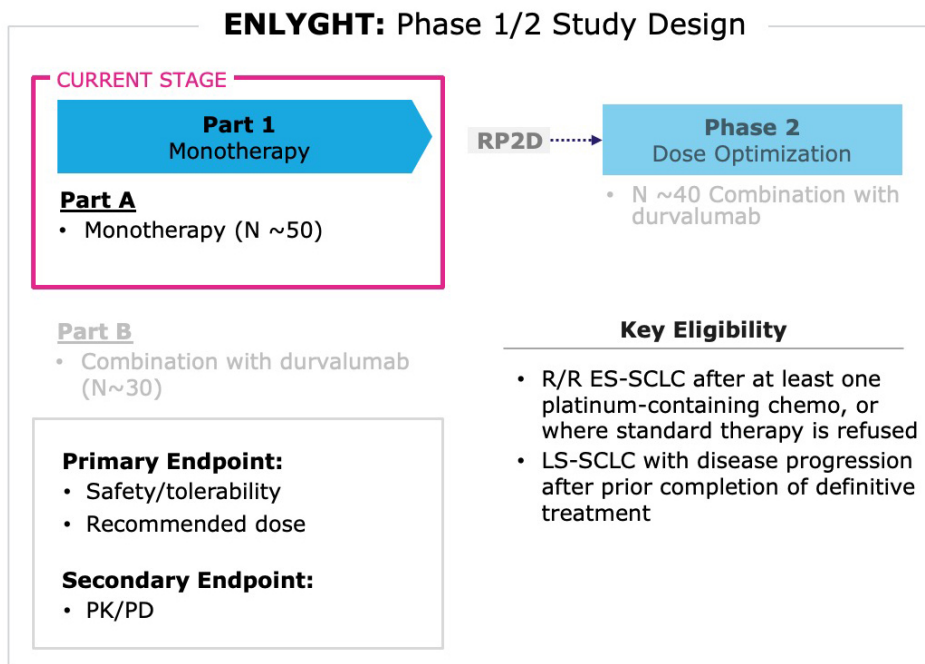 ENLYGHT: Phase 1/2 Study Design
CURRENT STAGE
Part 1
Monotherapy
Part A
• Monotherapy (N ~50)
RP2D
Phase 2
Dose Optimization
• N ~40 Combination with
durvalumab
Part B
• Combination with durvalumab
(N~30)
Primary Endpoint:
• Safety/tolerability
• Recommended dose
Secondary Endpoint:
• PK/PD
Key Eligibility
• R/R ES-SCLC after at least one
platinum-containing chemo, or
where standard therapy is refused
• LS-SCLC with disease progression
after prior completion of definitive
treatment